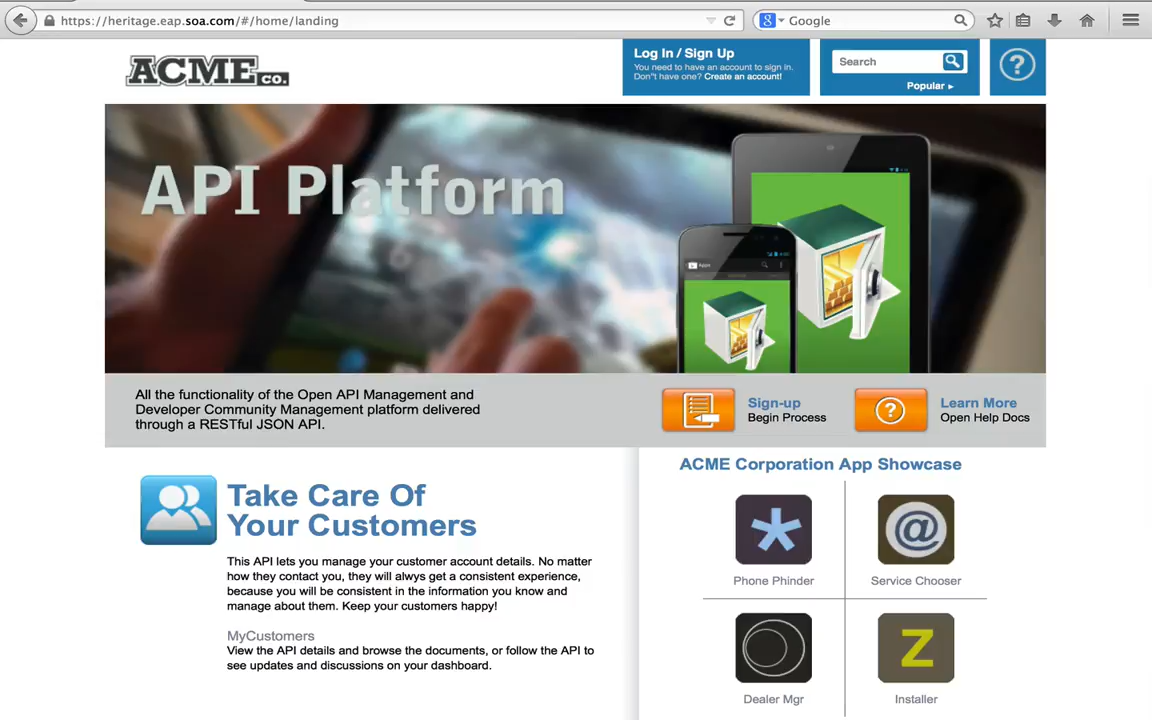 https://heritage.eap.soa.com/#/home/landing
Google
ACME CO.
Log In / Sign Up
You need to have an account to sign in.
Don"t have one? Create an account!
Search
Popular ▸
?
API Platform
Apps
All the functionality of the Open API Management and
Developer Community Management platform delivered
through a RESTful JSON API.
Sign-up
Begin Process
?
Learn More
Open Help Docs
Take Care Of
Your Customers
This API lets you manage your customer account details. No matter
how they contact you, they will alwys get a consistent experience,
because you will be consistent in the information you know and
manage about them. Keep your customers happy!
MyCustomers
View the API details and browse the documents, or follow the API to
see updates and discussions on your dashboard.
ACME Corporation App Showcase
*
@
Phone Phinder
Service Chooser
Z
Dealer Mgr
Installer